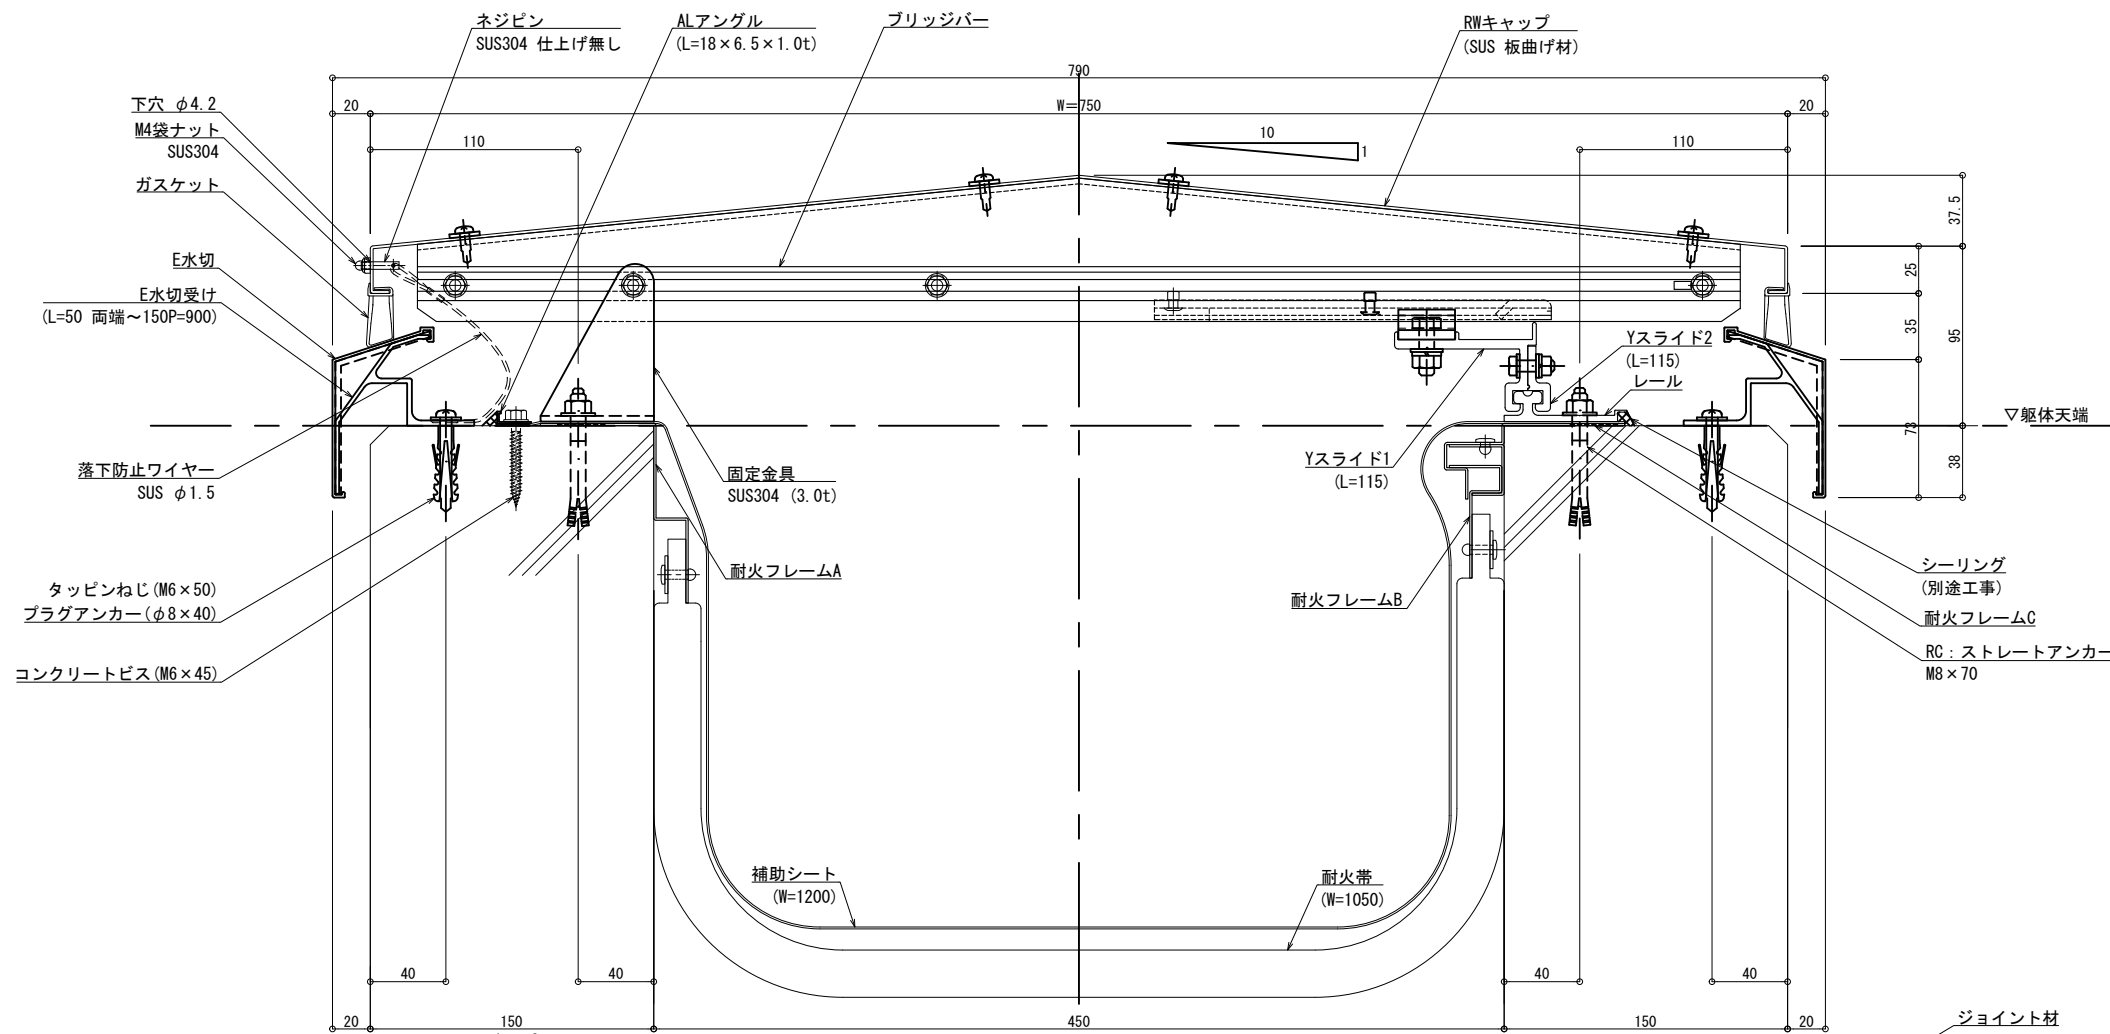 ネジピン
SUS304 仕上げ無し
ALアングル
(L=18×6.5×1.0t)
ブリッジバー
RWキャップ
(SUS 板曲げ材)
790
20
W=750
20
下穴 φ4.2
M4袋ナット
SUS304
110
10
1
110
ガスケット
37.5
E水切
E水切受け
(L=50 両端～150P=900)
25
35
95
Yスライド2
(L=115)
レール
▽躯体天端
73
38
落下防止ワイヤー
SUS φ1.5
固定金具
SUS304 (3.0t)
Yスライド1
(L=115)
耐火フレームA
シーリング
(別途工事)
タッピンねじ(M6×50)
プラグアンカー(φ8×40)
耐火フレームB
耐火フレームC
コンクリートビス(M6×45)
RC：ストレートアンカー
M8×70
補助シート
(W=1200)
耐火帯
(W=1050)
40
40
40
40
20
150
450
150
20
ジョイント材